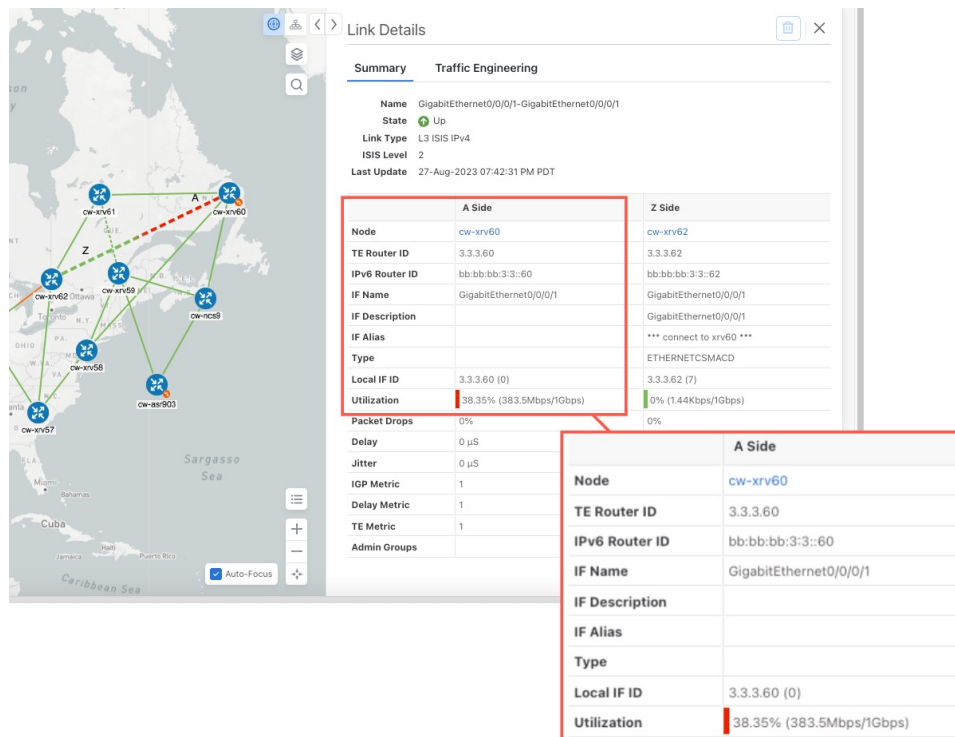 Link Details
Summary Traffic Engineering
Name GigabitEthernet0/0/0/1-GigabitEthernet0/0/0/1
State Up
Link Type L3 ISIS IPv4
ISIS Level 2
Last Update 27-Aug-2023 07:42:31 PM PDT
A Side Z Side
Node cw-xrv60 cw-xrv62
TE Router ID 3.3.3.60 3.3.3.62
IPv6 Router ID bb:bb:bb:3:3::60 bb:bb:bb:3:3::62
IF Name GigabitEthernet0/0/0/1 GigabitEthernet0/0/0/1
IF Description GigabitEthernet0/0/0/1
IF Alias *** connect to xrv60 ***
Type ETHERNETCSMACD
Local IF ID 3.3.3.60 (0) 3.3.3.62 (7)
Utilization 38.35% (383.5Mbps/1Gbps) 0% (1.44Kbps/1Gbps)
Packet Drops 0% 0%
Delay 0 µS
Jitter 0 µS
IGP Metric 1
Delay Metric 1
TE Metric 1
Admin Groups
A
cw-xrv61
cw-xrv60
Z
cw-xrv62
Ottawa
cw-xrv59
N.B.
Toronto
N.Y.
MASS
cw-ncs9
OHIO
PA.
cw-xrv58
VA.
cw-asr903
cw-xrv57
Sargasso
Sea
Miami
Bahamas
Cuba
Haiti
Jamaica
Puerto Rico
Caribbean Sea
Auto-Focus
A Side
Node cw-xrv60
TE Router ID 3.3.3.60
IPv6 Router ID bb:bb:bb:3:3::60
IF Name GigabitEthernet0/0/0/1
IF Description
IF Alias
Type
Local IF ID 3.3.3.60 (0)
Utilization 38.35% (383.5Mbps/1Gbps)